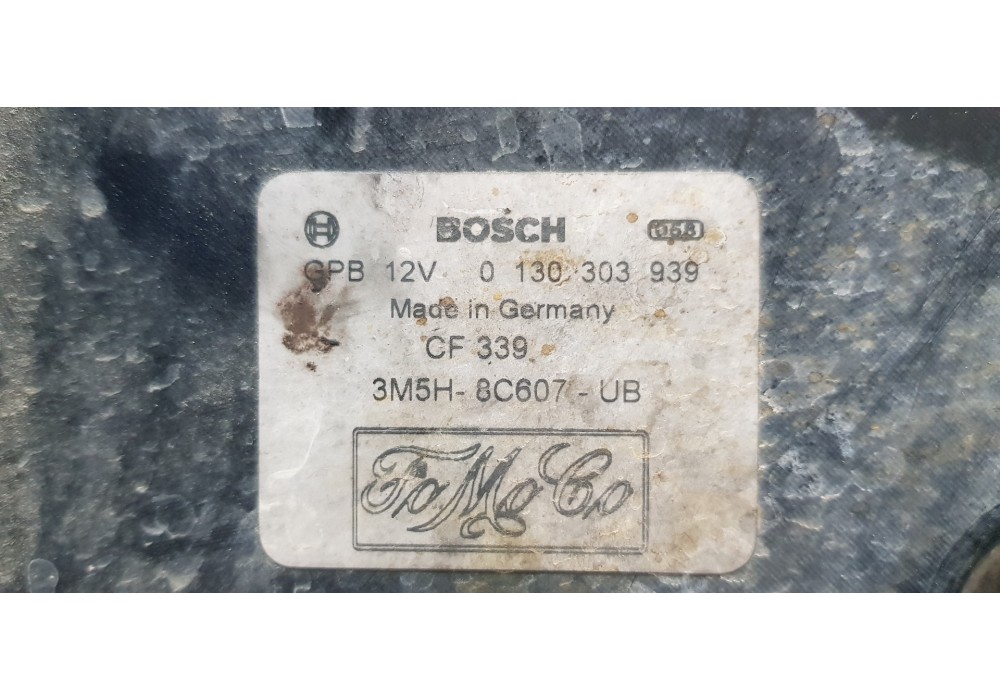 BOSCH
GPB 12V 0 130 303 939
Made in Germany
CF 339
3M5H- 8C607 - UB
FoMoCo